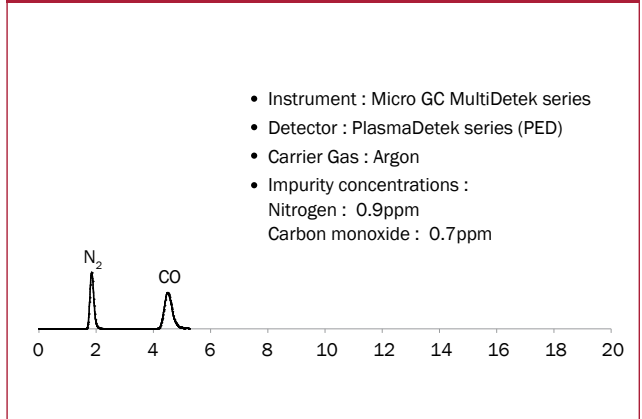 • Instrument : Micro GC MultiDetek series
• Detector : PlasmaDetek series (PED)
• Carrier Gas : Argon
• Impurity concentrations :
Nitrogen : 0.9ppm
Carbon monoxide : 0.7ppm
N₂
CO
0 2 4 6 8 10 12 14 16 18 20